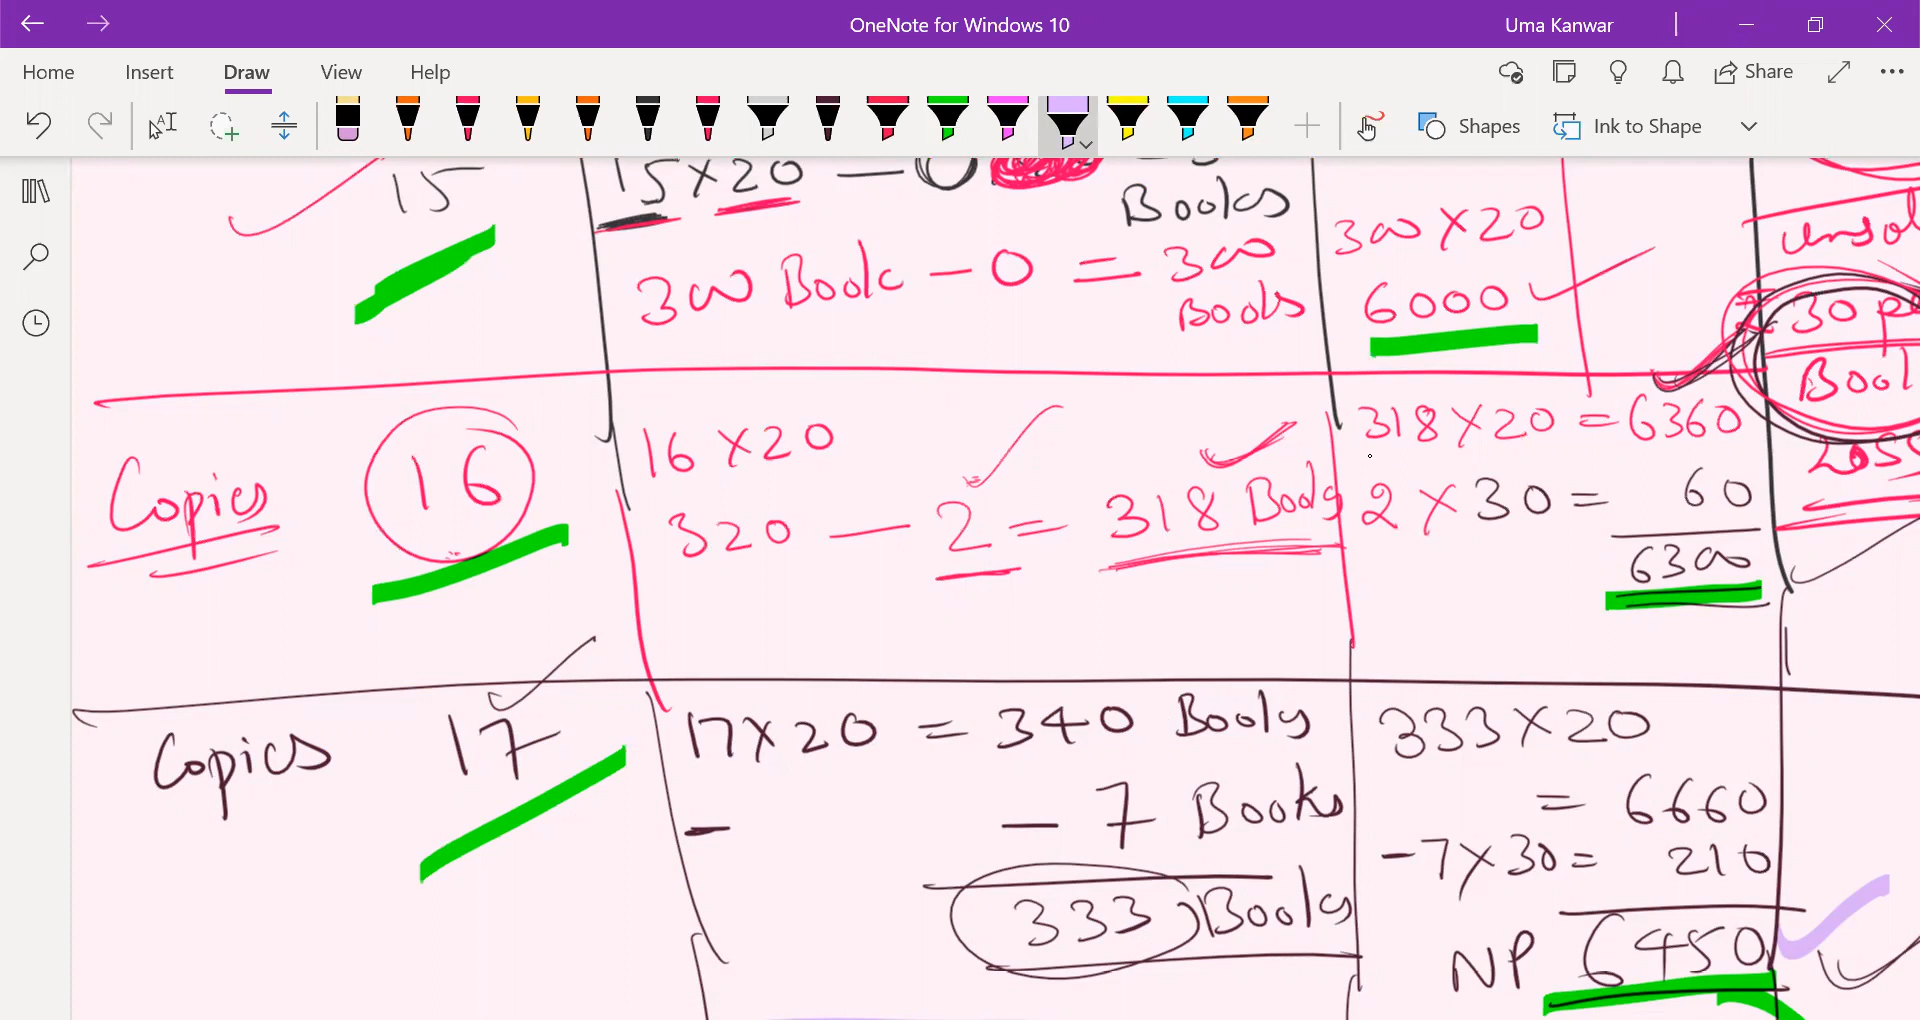 OneNote for Windows 10
Uma Kanwar
Home Insert Draw View Help
Share
Shapes Ink to Shape
15
15 x 20 — 0
Books
300 Book - 0 = 300
Books
300 x 20
6000
30
Copies 16
16 x 20
320 — 2 = 318 Books
318 x 20 = 6360
2 x 30 = 60
6300
Copies 17
17 x 20 = 340 Books
- - 7 Books
333 Books
333 x 20
= 6660
- 7 x 30 = 210
NP 6450